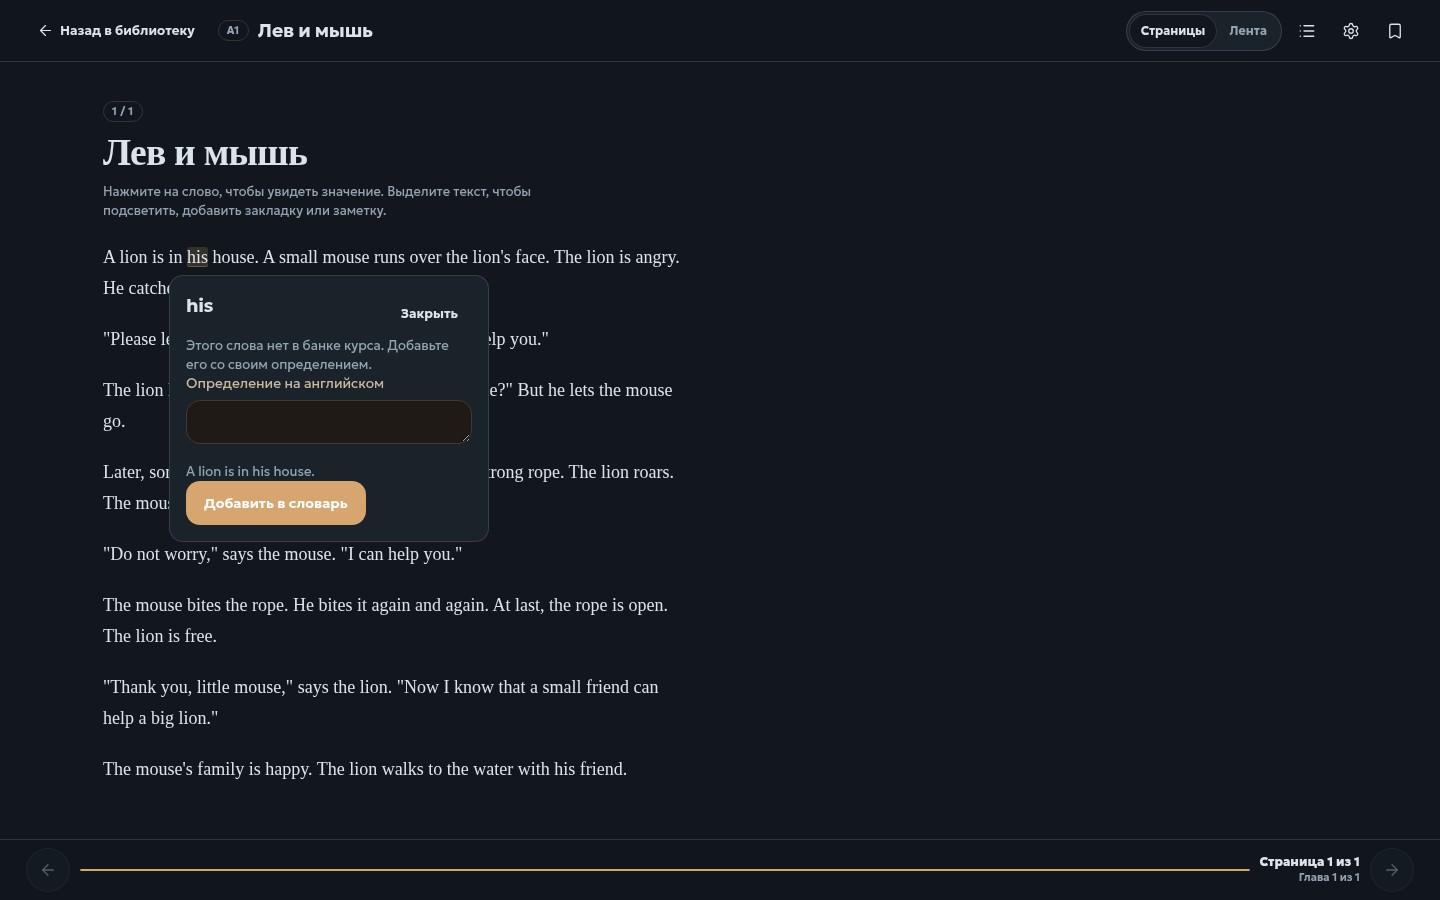 Назад в библиотеку
A1
Лев и мышь
Страницы
Лента
1 / 1
Лев и мышь
Нажмите на слово, чтобы увидеть значение. Выделите текст, чтобы
подсветить, добавить закладку или заметку.
A lion is in his house. A small mouse runs over the lion's face. The lion is angry.
He
his
Закрыть
Этого слова нет в банке курса. Добавьте
его со своим определением.
Определение на английском
A lion is in his house.
Добавить в словарь
"Please
you."
The lion
But he lets the mouse
go.
Later,
rope. The lion roars.
The
"Do not worry," says the mouse. "I can help you."
The mouse bites the rope. He bites it again and again. At last, the rope is open.
The lion is free.
"Thank you, little mouse," says the lion. "Now I know that a small friend can
help a big lion."
The mouse's family is happy. The lion walks to the water with his friend.
Страница 1 из 1
Глава 1 из 1